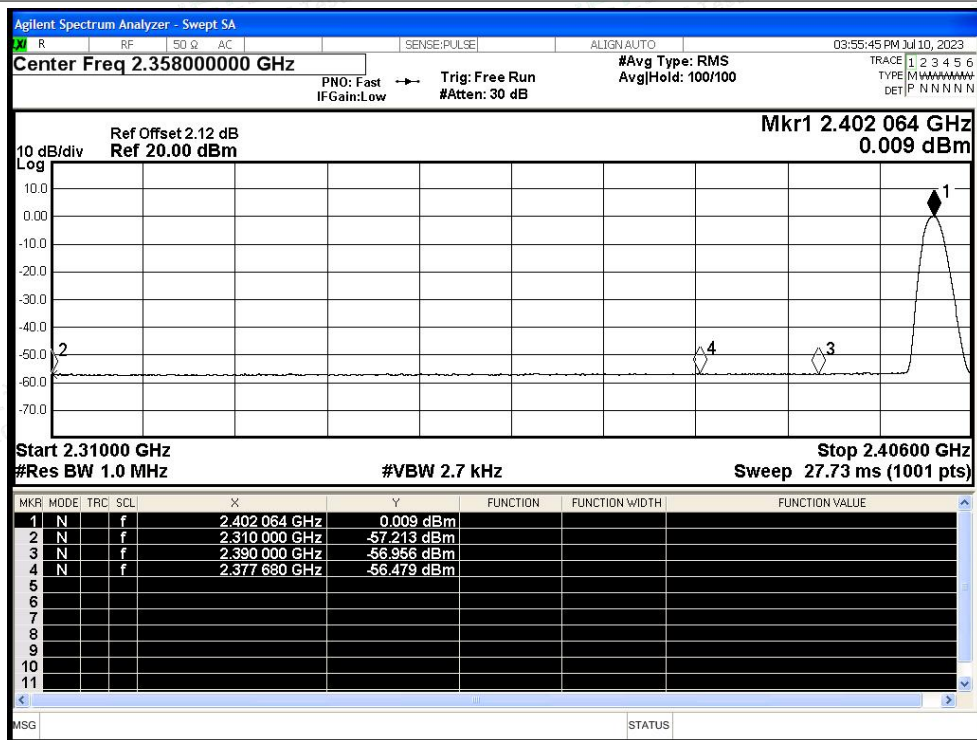 Agilent Spectrum Analyzer - Swept SA
LXI R RF 50 Ω AC SENSE:PULSE ALIGN AUTO 03:55:45 PM Jul 10, 2023
Center Freq 2.358000000 GHz
PNO: Fast
IFGain:Low
Trig: Free Run
#Atten: 30 dB
#Avg Type: RMS
Avg|Hold: 100/100
TRACE 1 2 3 4 5 6
TYPE M WWWWW
DET P N N N N N
Mkr1 2.402 064 GHz
0.009 dBm
Ref Offset 2.12 dB
10 dB/div Ref 20.00 dBm
Log
10.0
0.00
-10.0
-20.0
-30.0
-40.0
-50.0
-60.0
-70.0
1
2
4
3
Start 2.31000 GHz Stop 2.40600 GHz
#Res BW 1.0 MHz #VBW 2.7 kHz Sweep 27.73 ms (1001 pts)
MKR MODE TRC SCL X Y FUNCTION FUNCTION WIDTH FUNCTION VALUE
1 N f 2.402 064 GHz 0.009 dBm
2 N f 2.310 000 GHz -57.213 dBm
3 N f 2.390 000 GHz -56.956 dBm
4 N f 2.377 680 GHz -56.479 dBm
5
6
7
8
9
10
11
MSG STATUS